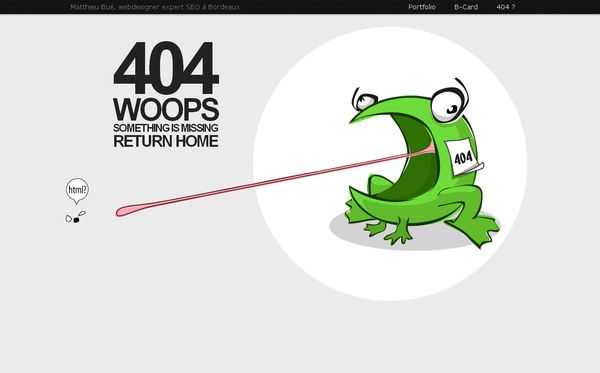 Matthieu Bué, webdesigner expert SEO à Bordeaux
Portfolio
B-Card
404 ?
404
WOOPS
SOMETHING IS MISSING
RETURN HOME
404
html?